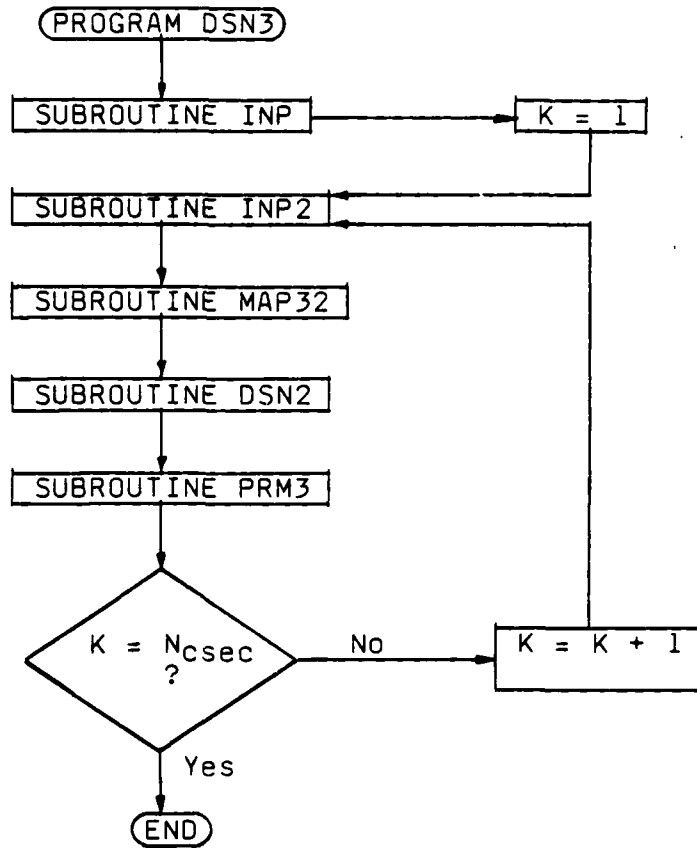 PROGRAM DSN3
SUBROUTINE INP
K = 1
SUBROUTINE INP2
SUBROUTINE MAP32
SUBROUTINE DSN2
SUBROUTINE PRM3
K = Ncsec
?
No
K = K + 1
Yes
END